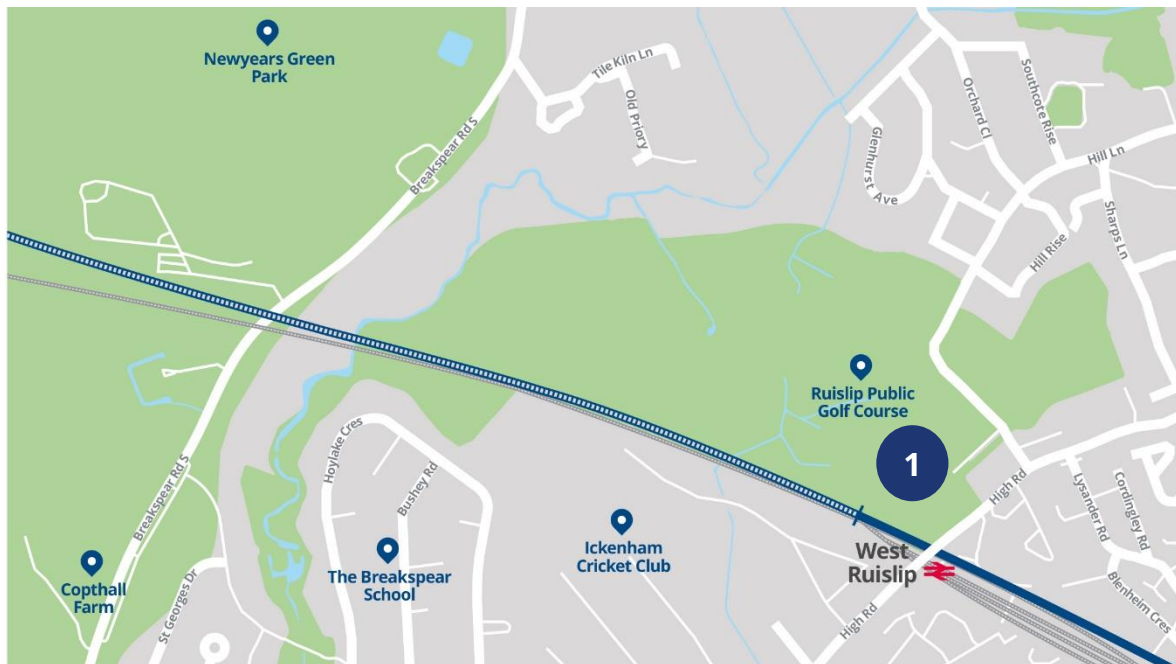 Newyears Green
Park
Tile Kiln Ln
Old Priory
Breakspear Rd S
Glenhurst Ave
Orchard Cl
Southcote Rise
Hill Ln
Sharps Ln
Hill Rise
Ruislip Public
Golf Course
1
High Rd
Lysander Rd
Cordingley Rd
Blenheim Cres
West
Ruislip
High Rd
Hoylake Cres
Bushey Rd
Ickenham
Cricket Club
The Breakspear
School
Breakspear Rd S
St Georges Dr
Copthall
Farm